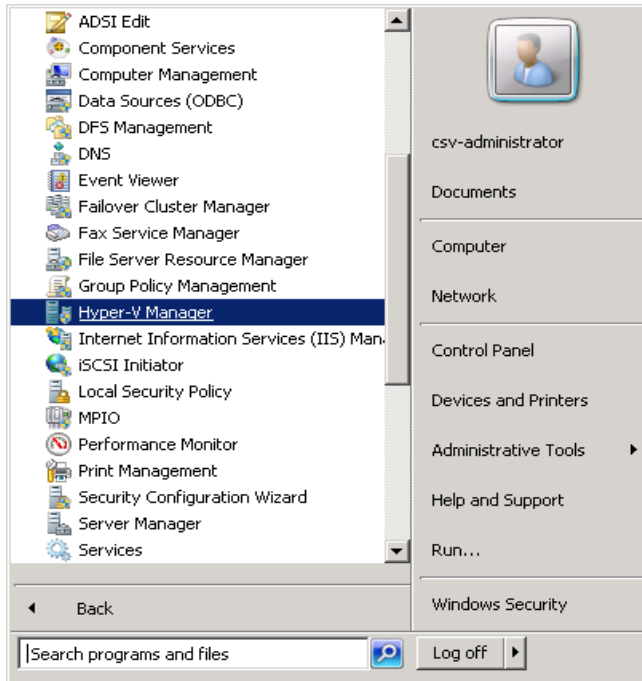 ADSI Edit
Component Services
Computer Management
Data Sources (ODBC)
DFS Management
DNS
Event Viewer
Failover Cluster Manager
Fax Service Manager
File Server Resource Manager
Group Policy Management
Hyper-V Manager
Internet Information Services (IIS) Man
iSCSI Initiator
Local Security Policy
MPIO
Performance Monitor
Print Management
Security Configuration Wizard
Server Manager
Services
Back
Search programs and files
csv-administrator
Documents
Computer
Network
Control Panel
Devices and Printers
Administrative Tools
Help and Support
Run...
Windows Security
Log off